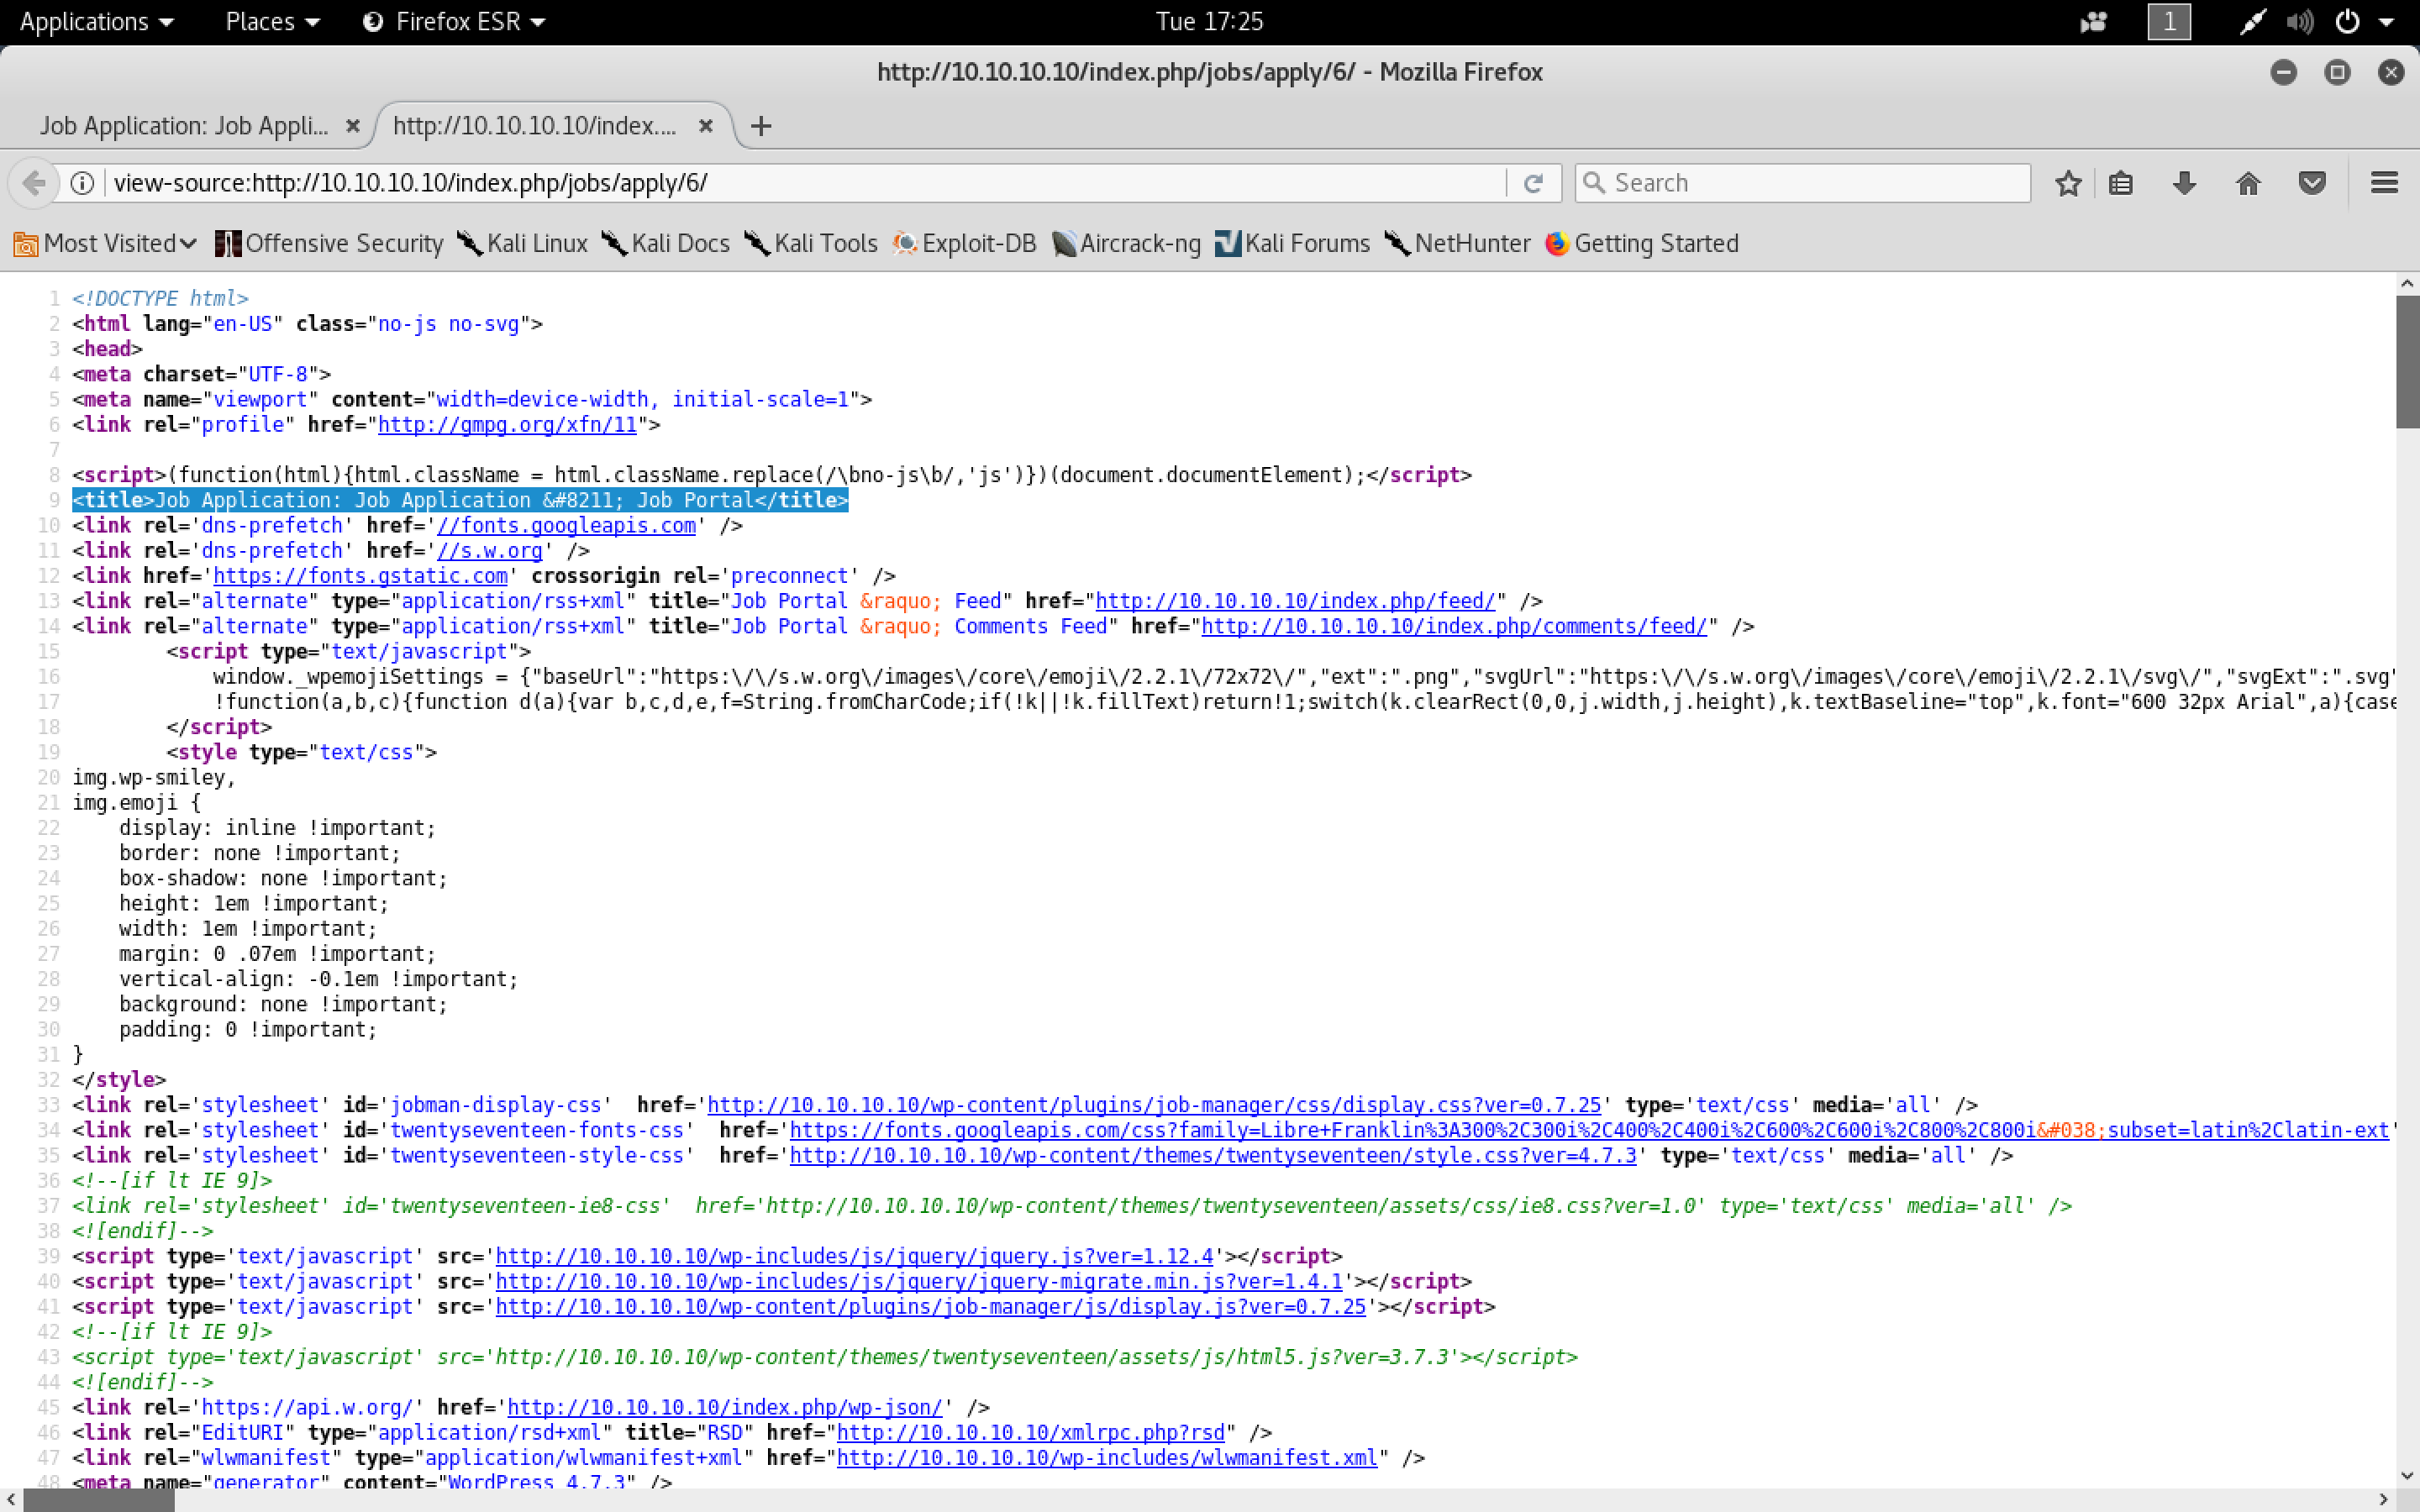 Applications Places Firefox ESR Tue 17:25 1
http://10.10.10.10/index.php/jobs/apply/6/ - Mozilla Firefox
Job Application: Job Appli... http://10.10.10.10/index....
view-source:http://10.10.10.10/index.php/jobs/apply/6/ Search
Most Visited Offensive Security Kali Linux Kali Docs Kali Tools Exploit-DB Aircrack-ng Kali Forums NetHunter Getting Started
1 <!DOCTYPE html>
2 <html lang="en-US" class="no-js no-svg">
3 <head>
4 <meta charset="UTF-8">
5 <meta name="viewport" content="width=device-width, initial-scale=1">
6 <link rel="profile" href="http://gmpg.org/xfn/11">
7
8 <script>(function(html){html.className = html.className.replace(/\bno-js\b/,'js')})(document.documentElement);</script>
9 <title>Job Application: Job Application &#8211; Job Portal</title>
10 <link rel='dns-prefetch' href='//fonts.googleapis.com' />
11 <link rel='dns-prefetch' href='//s.w.org' />
12 <link href='https://fonts.gstatic.com' crossorigin rel='preconnect' />
13 <link rel="alternate" type="application/rss+xml" title="Job Portal &raquo; Feed" href="http://10.10.10.10/index.php/feed/" />
14 <link rel="alternate" type="application/rss+xml" title="Job Portal &raquo; Comments Feed" href="http://10.10.10.10/index.php/comments/feed/" />
15 <script type="text/javascript">
16 window._wpemojiSettings = {"baseUrl":"https:\/\/s.w.org\/images\/core\/emoji\/2.2.1\/72x72\/","ext":".png","svgUrl":"https:\/\/s.w.org\/images\/core\/emoji\/2.2.1\/svg\/","svgExt":".svg"
17 !function(a,b,c){function d(a){var b,c,d,e,f=String.fromCharCode;if(!k||!k.fillText)return!1;switch(k.clearRect(0,0,j.width,j.height),k.textBaseline="top",k.font="600 32px Arial",a){case
18 </script>
19 <style type="text/css">
20 img.wp-smiley,
21 img.emoji {
22 display: inline !important;
23 border: none !important;
24 box-shadow: none !important;
25 height: 1em !important;
26 width: 1em !important;
27 margin: 0 .07em !important;
28 vertical-align: -0.1em !important;
29 background: none !important;
30 padding: 0 !important;
31 }
32 </style>
33 <link rel='stylesheet' id='jobman-display-css'  href='http://10.10.10.10/wp-content/plugins/job-manager/css/display.css?ver=0.7.25' type='text/css' media='all' />
34 <link rel='stylesheet' id='twentyseventeen-fonts-css'  href='https://fonts.googleapis.com/css?family=Libre+Franklin%3A300%2C300i%2C400%2C400i%2C600%2C600i%2C800%2C800i&#038;subset=latin%2Clatin-ext'
35 <link rel='stylesheet' id='twentyseventeen-style-css'  href='http://10.10.10.10/wp-content/themes/twentyseventeen/style.css?ver=4.7.3' type='text/css' media='all' />
36 <!--[if lt IE 9]>
37 <link rel='stylesheet' id='twentyseventeen-ie8-css'  href='http://10.10.10.10/wp-content/themes/twentyseventeen/assets/css/ie8.css?ver=1.0' type='text/css' media='all' />
38 <![endif]-->
39 <script type='text/javascript' src='http://10.10.10.10/wp-includes/js/jquery/jquery.js?ver=1.12.4'></script>
40 <script type='text/javascript' src='http://10.10.10.10/wp-includes/js/jquery/jquery-migrate.min.js?ver=1.4.1'></script>
41 <script type='text/javascript' src='http://10.10.10.10/wp-content/plugins/job-manager/js/display.js?ver=0.7.25'></script>
42 <!--[if lt IE 9]>
43 <script type='text/javascript' src='http://10.10.10.10/wp-content/themes/twentyseventeen/assets/js/html5.js?ver=3.7.3'></script>
44 <![endif]-->
45 <link rel='https://api.w.org/' href='http://10.10.10.10/index.php/wp-json/' />
46 <link rel="EditURI" type="application/rsd+xml" title="RSD" href="http://10.10.10.10/xmlrpc.php?rsd" />
47 <link rel="wlwmanifest" type="application/wlwmanifest+xml" href="http://10.10.10.10/wp-includes/wlwmanifest.xml" />
48 <meta name="generator" content="WordPress 4.7.3" />